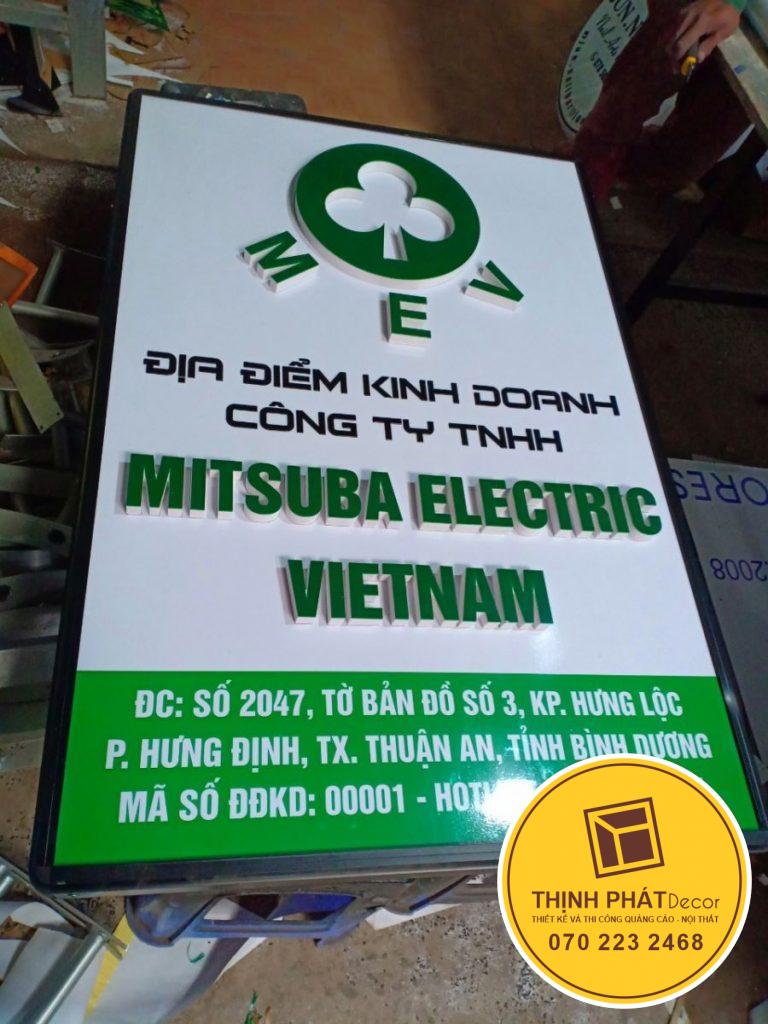 M E V
ĐỊA ĐIỂM KINH DOANH
CÔNG TY TNHH
MITSUBA ELECTRIC
VIETNAM
ĐC: SỐ 2047, TỜ BẢN ĐỒ SỐ 3, KP. HƯNG LỘC
P. HƯNG ĐỊNH, TX. THUẬN AN, TỈNH BÌNH DƯƠNG
MÃ SỐ ĐĐKD: 00001 -
THỊNH PHÁT Decor
THIẾT KẾ VÀ THI CÔNG QUẢNG CÁO - NỘI THẤT
070 223 2468
2008